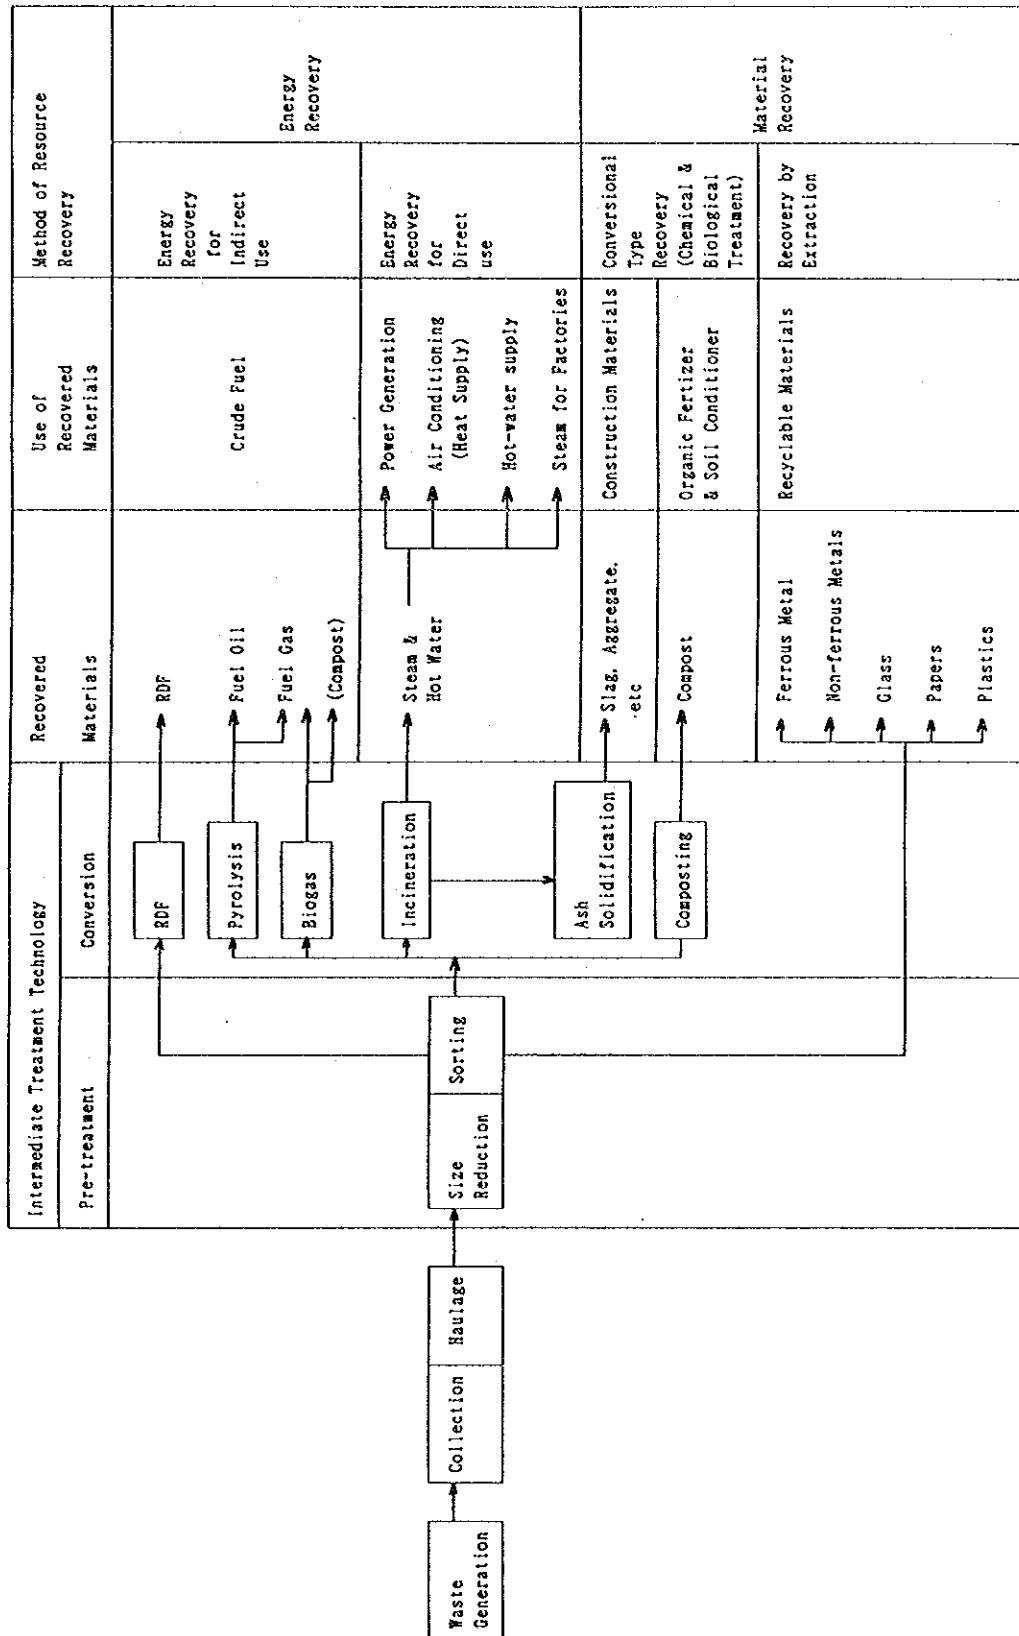 Intermediate Treatment Technology
Pre-treatment
Conversion
Recovered
Materials
Use of
Recovered
Materials
Method of Resource
Recovery
Waste
Generation
Collection
Haulage
Size
Reduction
Sorting
RDF
RDF
Pyrolysis
Fuel Oil
Fuel Gas
Biogas
(Compost)
Crude Fuel
Energy
Recovery
for
Indirect
Use
Energy
Recovery
Incineration
Steam &
Hot Water
Power Generation
Air Conditioning
(Heat Supply)
Hot-water supply
Steam for Factories
Energy
Recovery
for
Direct
use
Ash
Solidification
Slag, Aggregate,
etc
Construction Materials
Conversional
Type
Recovery
(Chemical &
Biological
Treatment)
Composting
Compost
Organic Fertizer
& Soil Conditioner
Material
Recovery
Ferrous Metal
Non-ferrous Metals
Glass
Papers
Plastics
Recyclable Materials
Recovery by
Extraction